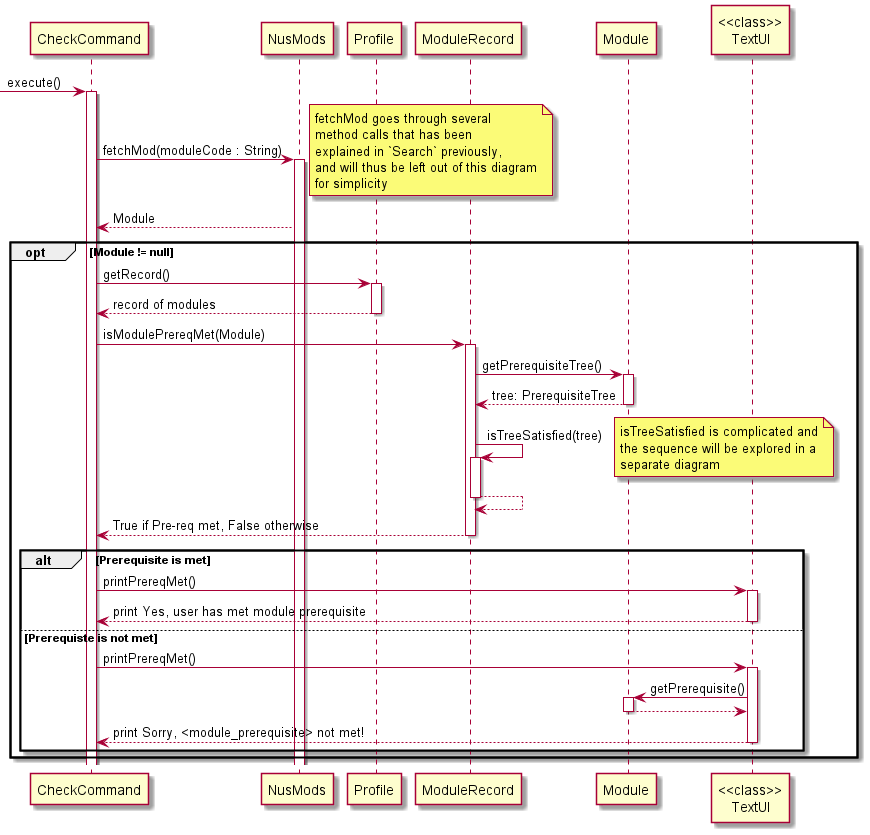 <<class>>
CheckCommand NusMods Profile ModuleRecord Module TextUI
execute()
fetchMod goes through several
method calls that has been
explained in `Search` previously,
and will thus be left out of this diagram
for simplicity
fetchMod(moduleCode : String)
Module
opt [Module != null]
getRecord()
record of modules
isModulePrereqMet(Module)
getPrerequisiteTree()
tree: PrerequisiteTree
isTreeSatisfied(tree)
isTreeSatisfied is complicated and
the sequence will be explored in a
separate diagram
True if Pre-req met, False otherwise
alt [Prerequisite is met]
printPrereqMet()
print Yes, user has met module prerequisite
[Prerequiste is not met]
printPrereqMet()
getPrerequisite()
print Sorry, <module_prerequisite> not met!
CheckCommand NusMods Profile ModuleRecord Module <<class>>
TextUI